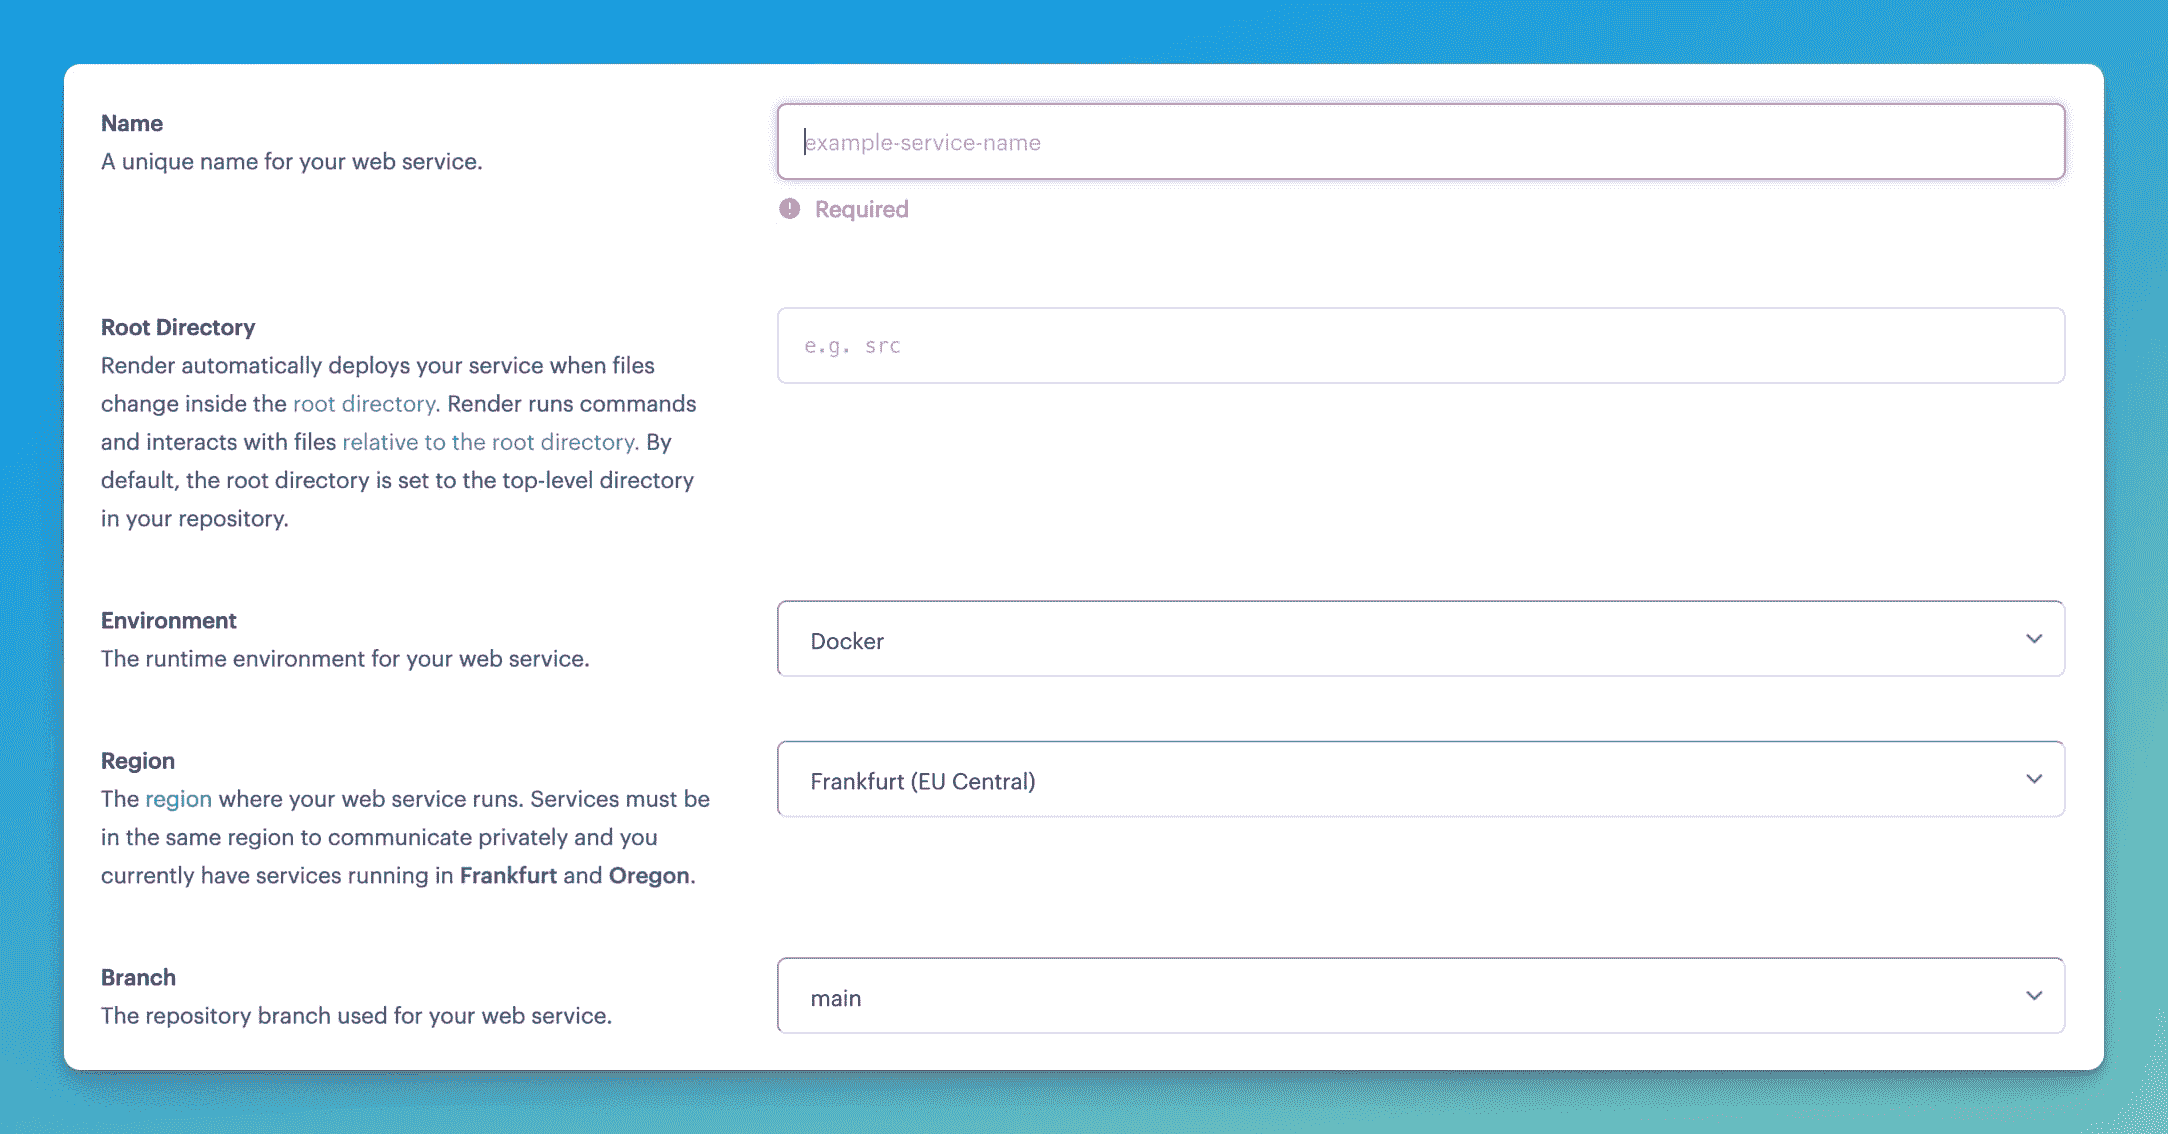 Name
A unique name for your web service.
example-service-name
Required
Root Directory
Render automatically deploys your service when files
change inside the root directory. Render runs commands
and interacts with files relative to the root directory. By
default, the root directory is set to the top-level directory
in your repository.
e.g. src
Environment
The runtime environment for your web service.
Docker
Region
The region where your web service runs. Services must be
in the same region to communicate privately and you
currently have services running in Frankfurt and Oregon.
Frankfurt (EU Central)
Branch
The repository branch used for your web service.
main